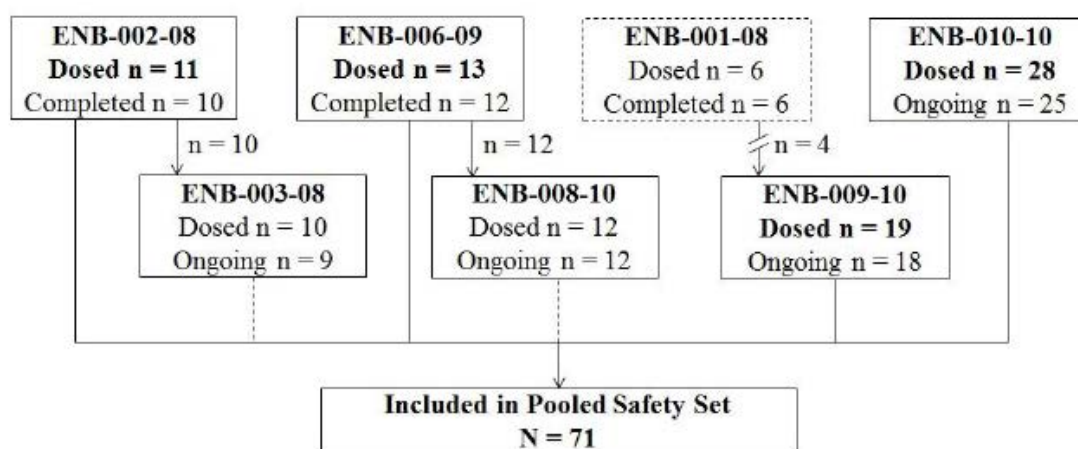 ENB-002-08
Dosed n = 11
Completed n = 10
ENB-006-09
Dosed n = 13
Completed n = 12
ENB-001-08
Dosed n = 6
Completed n = 6
ENB-010-10
Dosed n = 28
Ongoing n = 25
n = 10
n = 12
n = 4
ENB-003-08
Dosed n = 10
Ongoing n = 9
ENB-008-10
Dosed n = 12
Ongoing n = 12
ENB-009-10
Dosed n = 19
Ongoing n = 18
Included in Pooled Safety Set
N = 71